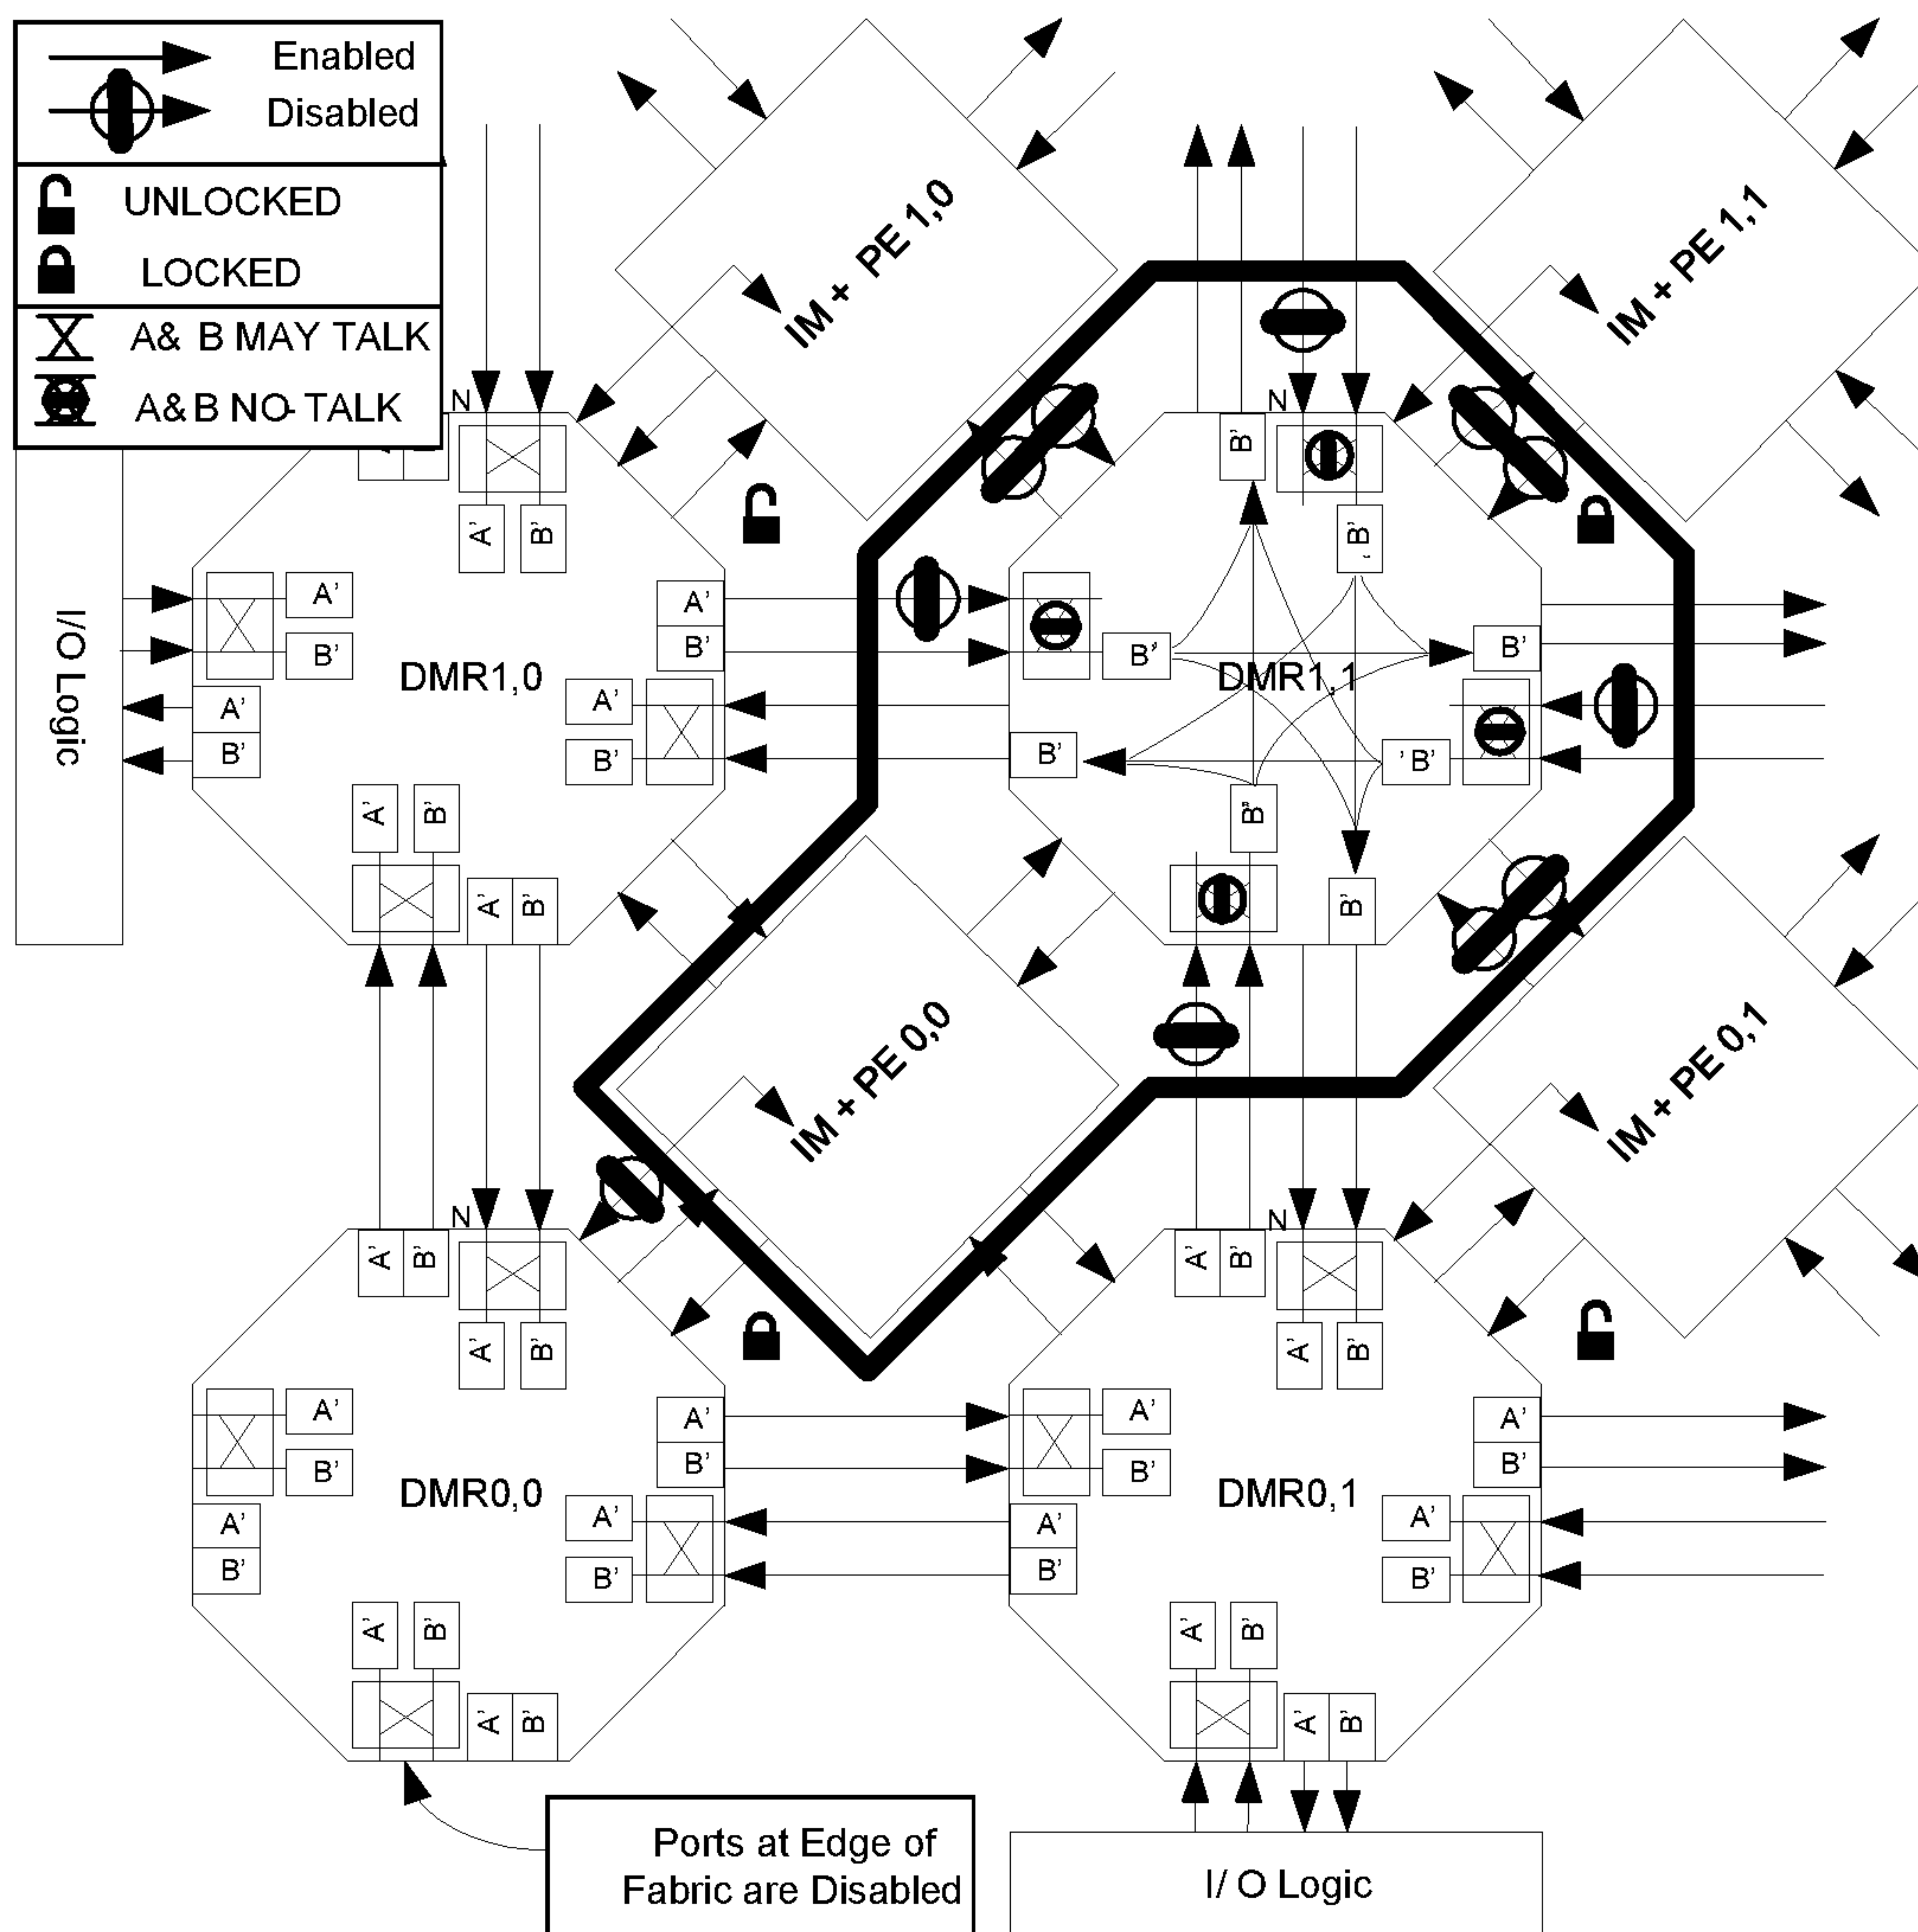 Enabled
Disabled
UNLOCKED
LOCKED
A& B MAY TALK
A&B NO- TALK
IM + PE 1,0
IM + PE 1,1
N
N
B'
A'
B'
B'
I/O Logic
A'
B'
A'
B'
DMR1,0
A'
B'
A'
B'
B'
DMR1,1
B'
B'
' B'
A'
B'
A'
B'
B'
B'
A'
B'
IM + PE 0,0
IM + PE 0,1
N
N
A'
B'
A'
B'
A'
B'
A'
B'
A'
B'
A'
B'
DMR0,0
A'
B'
A'
B'
A'
B'
A'
B'
DMR0,1
A'
B'
A'
B'
A'
B'
A'
B'
A'
B'
A'
B'
Ports at Edge of
Fabric are Disabled
I/ O Logic